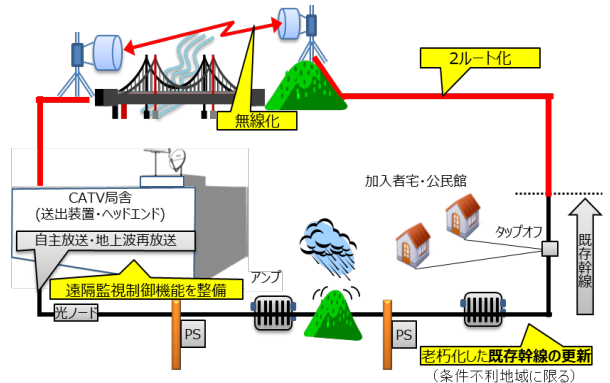 2ルート化
無線化
CATV局舎
(送出装置・ヘッドエンド)
自主放送・地上波再放送
遠隔監視制御機能を整備
光ノード
PS
アンプ
加入者宅・公民館
タップオフ
既存幹線
PS
老朽化した既存幹線の更新
(条件不利地域に限る)